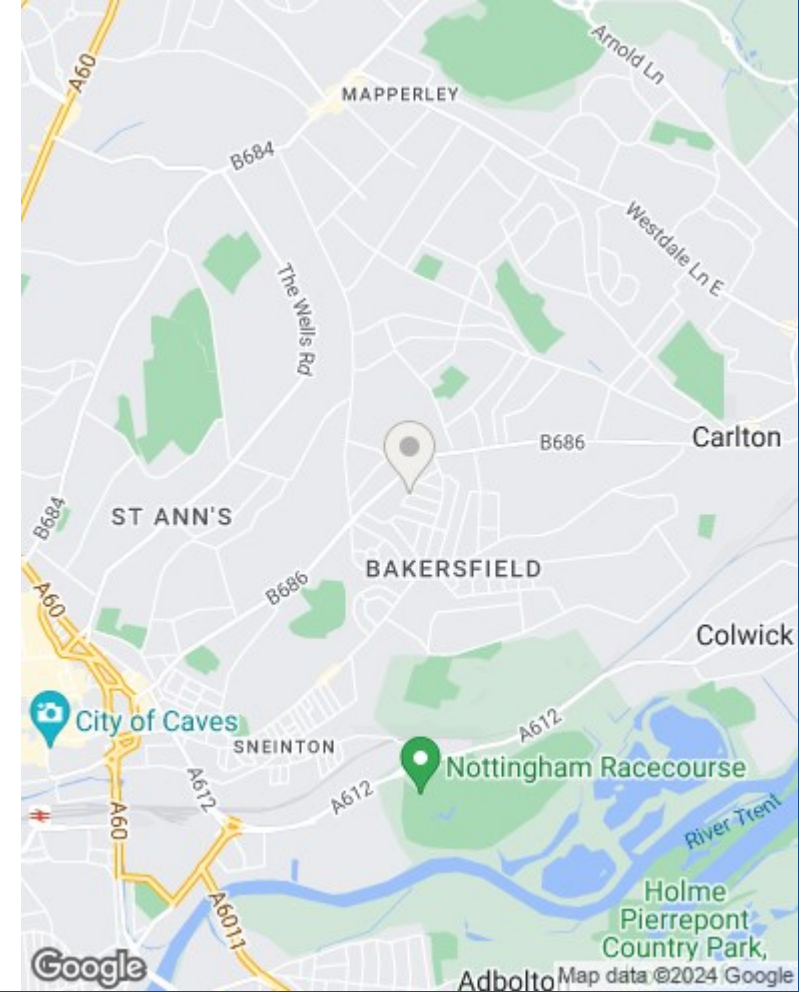 Arnold Ln
A60
MAPPERLEY
B684
Westdale Ln E
The Wells Rd
Carlton
B686
B684
ST ANN'S
BAKERSFIELD
B686
A60
Colwick
City of Caves
A612
SNEINTON
Nottingham Racecourse
A612
A612
A60
River Trent
Holme
Pierrepont
Country Park,
A6011
Google
Adbolto
Map data ©2024 Google